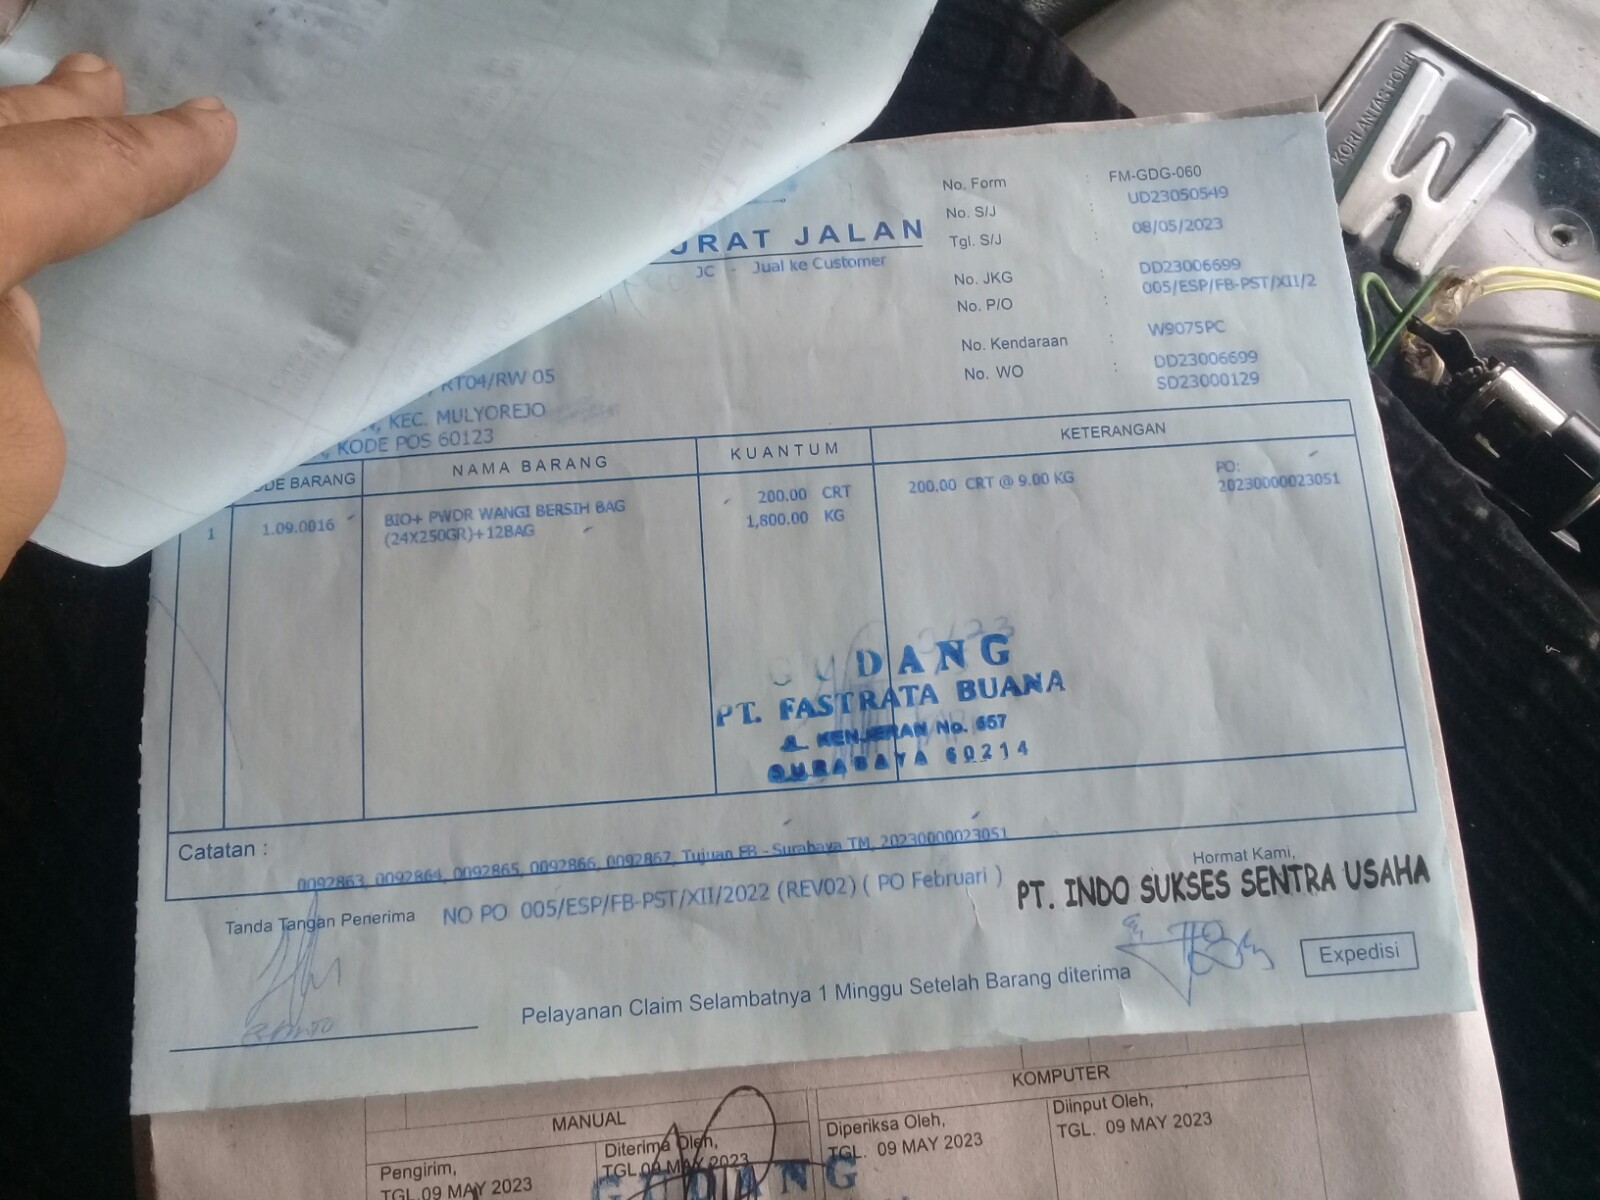 KORLANTAS POLRI
W
URAT JALAN
JC - Jual ke Customer
No. Form : FM-GDG-060
No. S/J : UD23050549
Tgl. S/J : 08/05/2023
No. JKG : DD23006699
No. P/O : 005/ESP/FB-PST/XII/2
No. Kendaraan : W9075PC
No. WO : DD23006699
SD23000129
RT04/RW 05
, KEC. MULYOREJO
, KODE POS 60123
DE BARANG NAMA BARANG KUANTUM KETERANGAN
1 1.09.0016 BIO+ PWDR WANGI BERSIH BAG 200.00 CRT 200.00 CRT @ 9.00 KG PO:
(24X250GR)+12BAG 1,800.00 KG 20230000023051
GUDANG
PT. FASTRATA BUANA
JL. KENJERAN No. 657
SURABAYA 60214
Catatan :
0092863, 0092864, 0092865, 0092866, 0092867, Tujuan FB - Surabaya TM, 20230000023051
Tanda Tangan Penerima NO PO 005/ESP/FB-PST/XII/2022 (REV02) ( PO Februari )
Hormat Kami,
PT. INDO SUKSES SENTRA USAHA
Expedisi
Pelayanan Claim Selambatnya 1 Minggu Setelah Barang diterima
MANUAL KOMPUTER
Pengirim, Diterima Oleh, Diperiksa Oleh, Diinput Oleh,
TGL.09 MAY 2023 TGL.09 MAY 2023 TGL. 09 MAY 2023 TGL. 09 MAY 2023
GUDANG